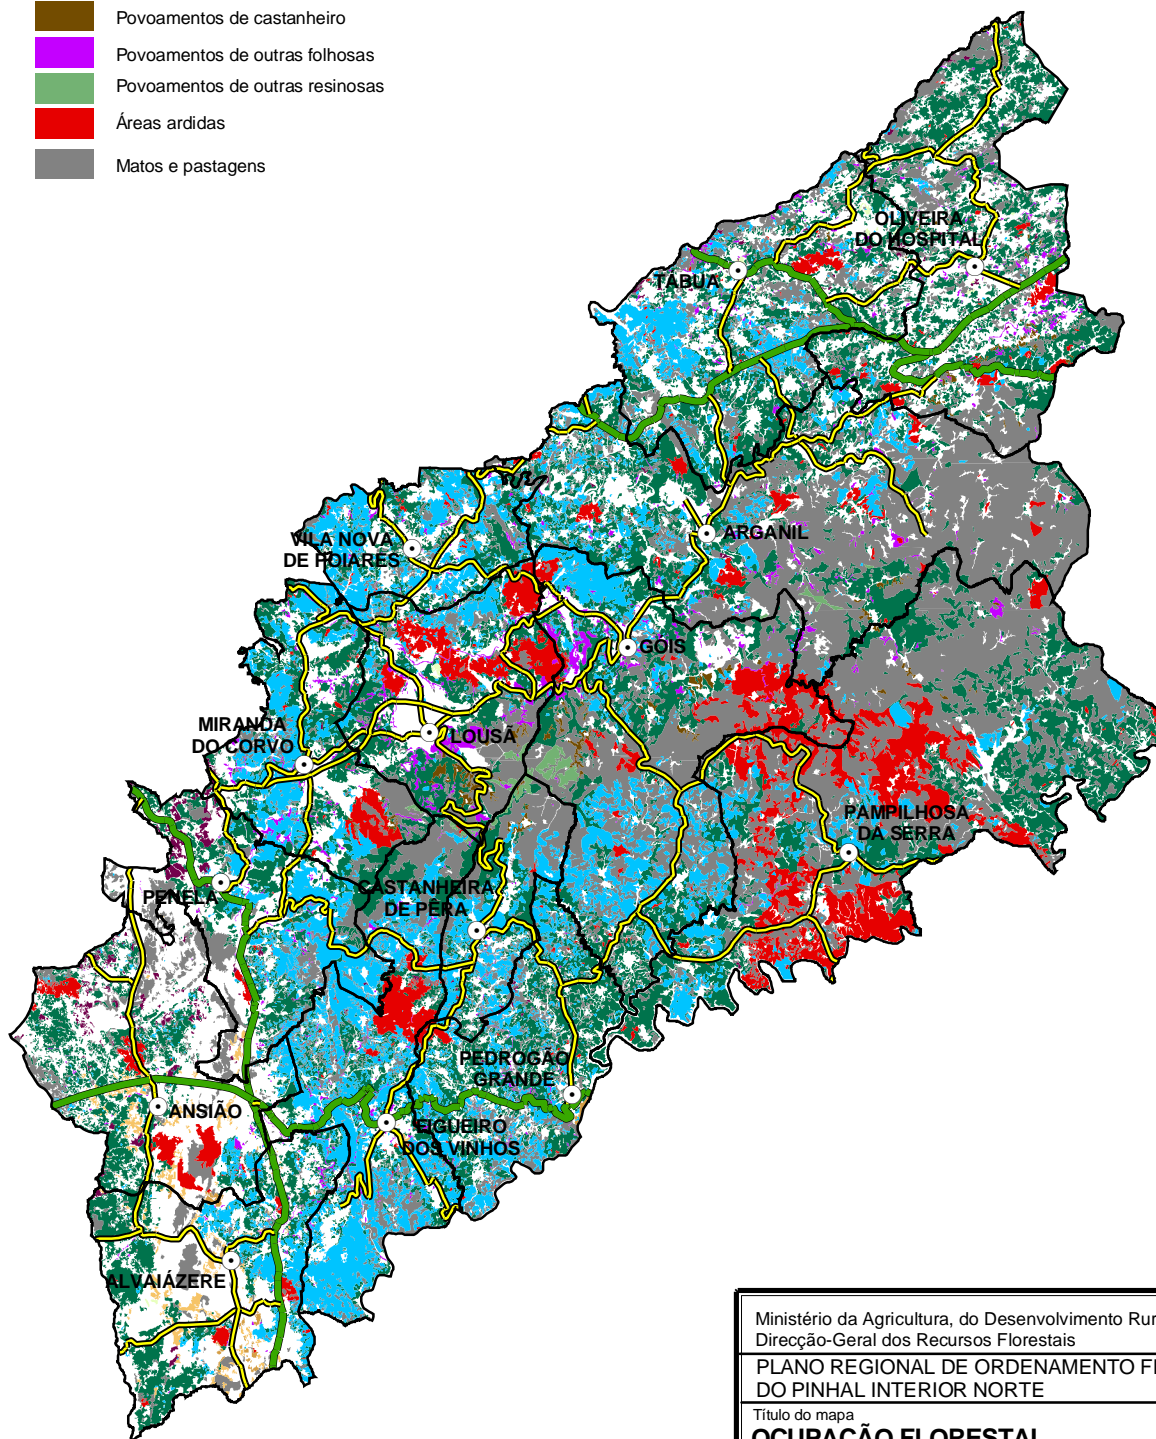 Povoamentos de castanheiro
Povoamentos de outras folhosas
Povoamentos de outras resinosas
Áreas ardidas
Matos e pastagens
OLIVEIRA
DO HOSPITAL
TÁBUA
ARGANIL
VILA NOVA
DE POIARES
GÓIS
MIRANDA
DO CORVO
LOUSÃ
PAMPILHOSA
DA SERRA
CASTANHEIRA
DE PÊRA
PENELA
PEDROGÃO
GRANDE
ANSIÃO
FIGUEIRO
DOS VINHOS
ALVAIÁZERE
Ministério da Agricultura, do Desenvolvimento Rur
Direcção-Geral dos Recursos Florestais
PLANO REGIONAL DE ORDENAMENTO F
DO PINHAL INTERIOR NORTE
Título do mapa
OCUPAÇÃO FLORESTAL